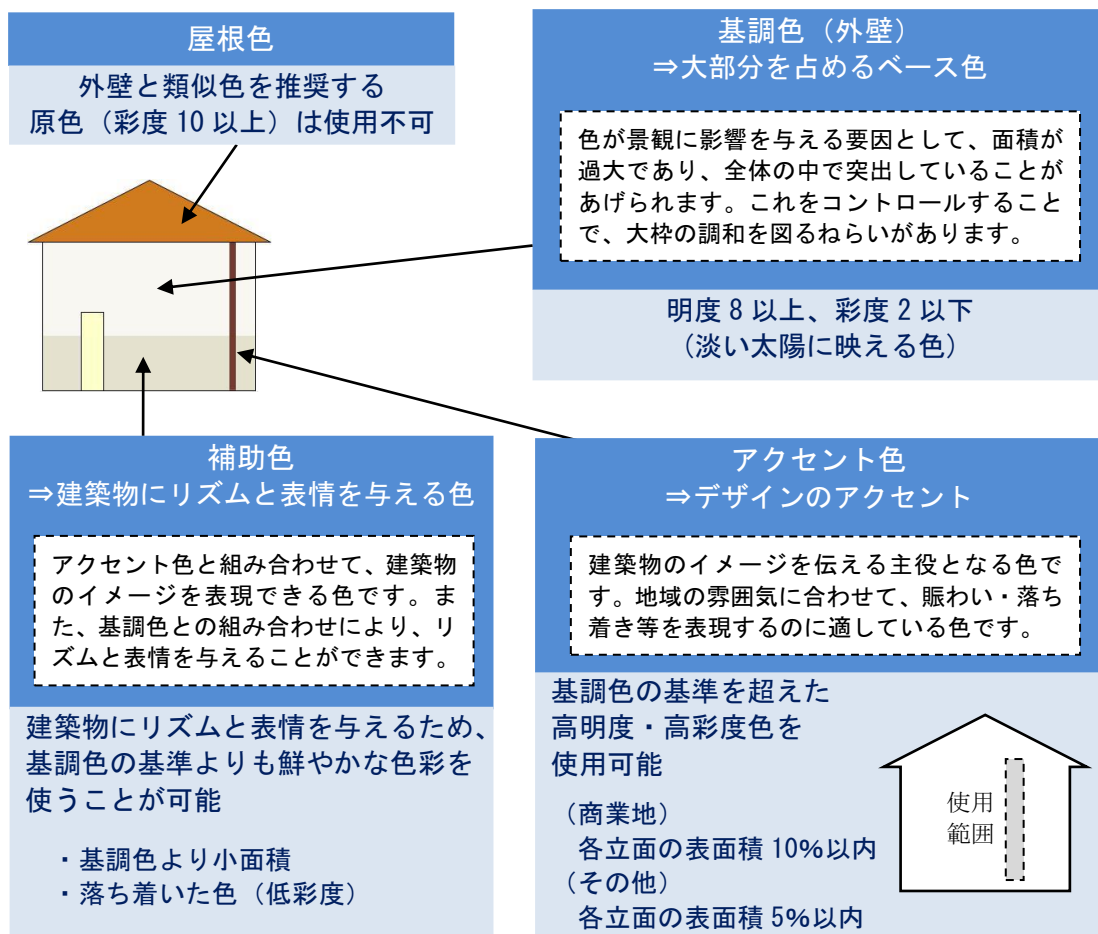 屋根色
外壁と類似色を推奨する
原色（彩度 10 以上）は使用不可
基調色（外壁）
⇒大部分を占めるベース色
色が景観に影響を与える要因として、面積が
過大であり、全体の中で突出していることが
あげられます。これをコントロールすること
で、大枠の調和を図るねらいがあります。
明度 8 以上、彩度 2 以下
（淡い太陽に映える色）
補助色
⇒建築物にリズムと表情を与える色
アクセント色と組み合わせて、建築物
のイメージを表現できる色です。ま
た、基調色との組み合わせにより、リ
ズムと表情を与えることができます。
建築物にリズムと表情を与えるため、
基調色の基準よりも鮮やかな色彩を
使うことが可能
・基調色より小面積
・落ち着いた色（低彩度）
アクセント色
⇒デザインのアクセント
建築物のイメージを伝える主役となる色で
す。地域の雰囲気に合わせて、賑わい・落ち
着き等を表現するのに適している色です。
基調色の基準を超えた
高明度・高彩度色を
使用可能
（商業地）
各立面の表面積 10%以内
（その他）
各立面の表面積 5%以内
使用
範囲